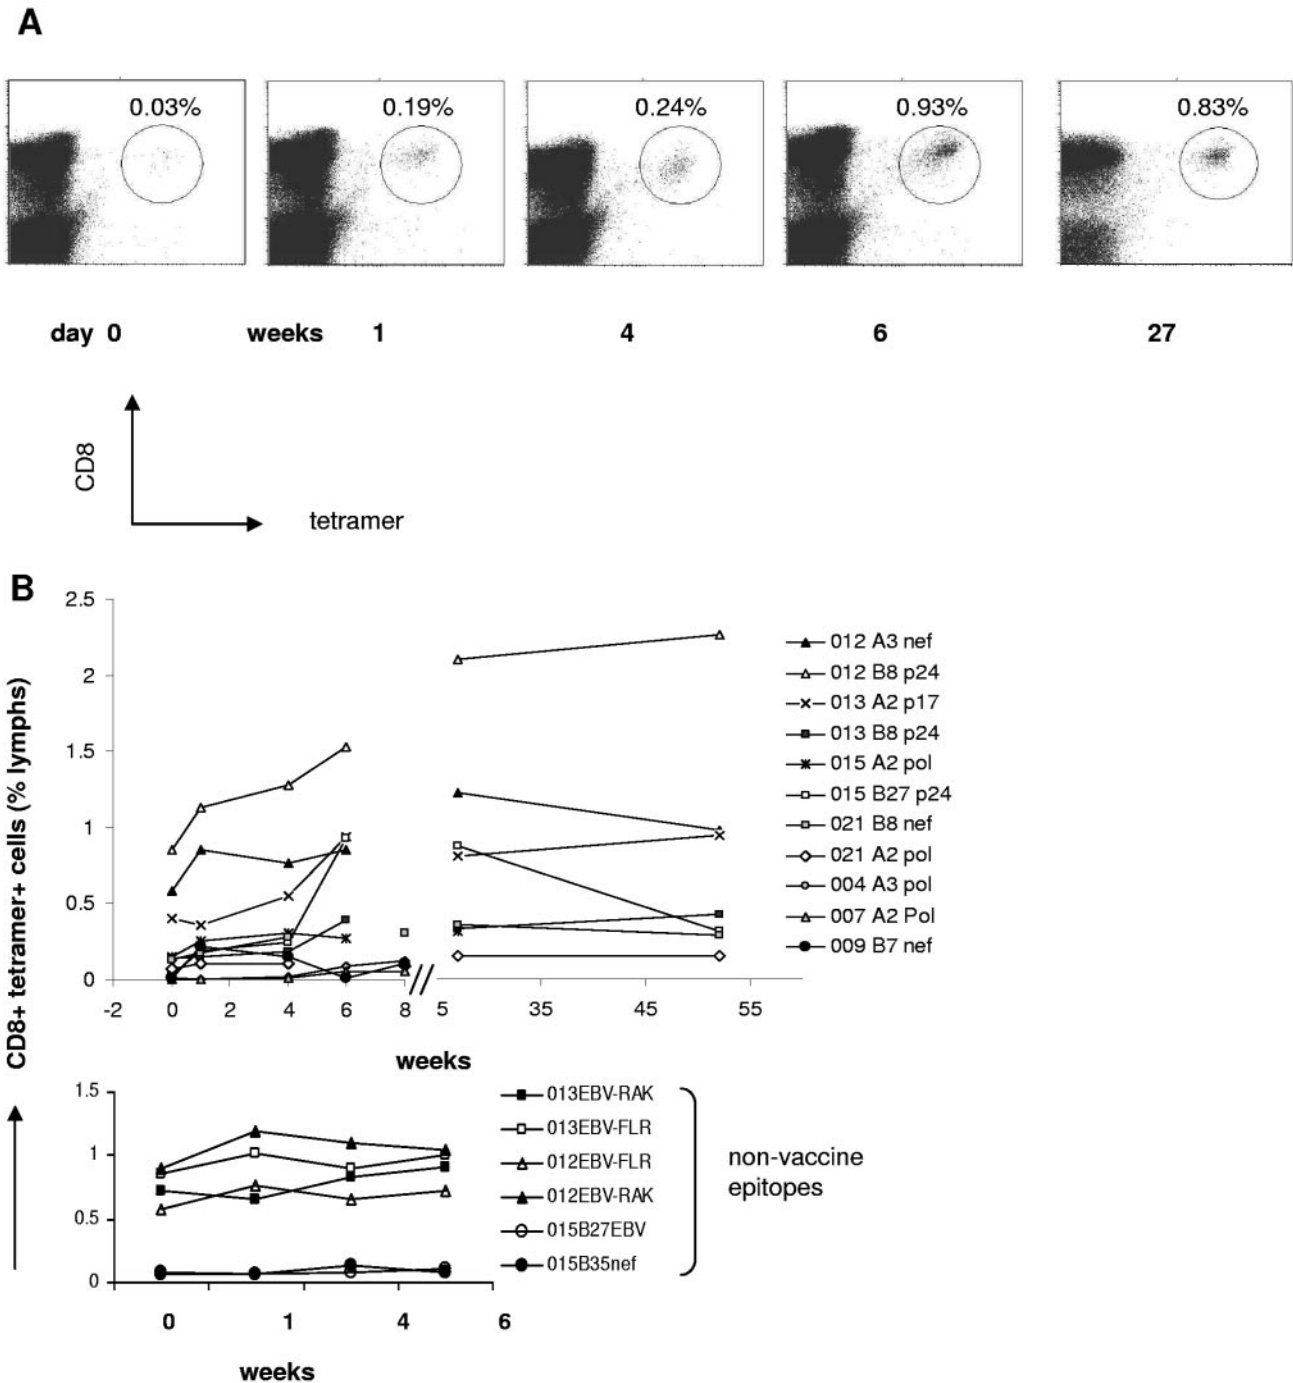 A
0.03% 0.19% 0.24% 0.93% 0.83%
day 0 weeks 1 4 6 27
CD8
tetramer
B
CD8+ tetramer+ cells (% lymphs)
2.5
2
1.5
1
0.5
0
-2 0 2 4 6 8 5 35 45 55
weeks
012 A3 nef
012 B8 p24
013 A2 p17
013 B8 p24
015 A2 pol
015 B27 p24
021 B8 nef
021 A2 pol
004 A3 pol
007 A2 Pol
009 B7 nef
1.5
1
0.5
0
0 1 4 6
weeks
013EBV-RAK
013EBV-FLR
012EBV-FLR
012EBV-RAK
015B27EBV
015B35nef
non-vaccine
epitopes